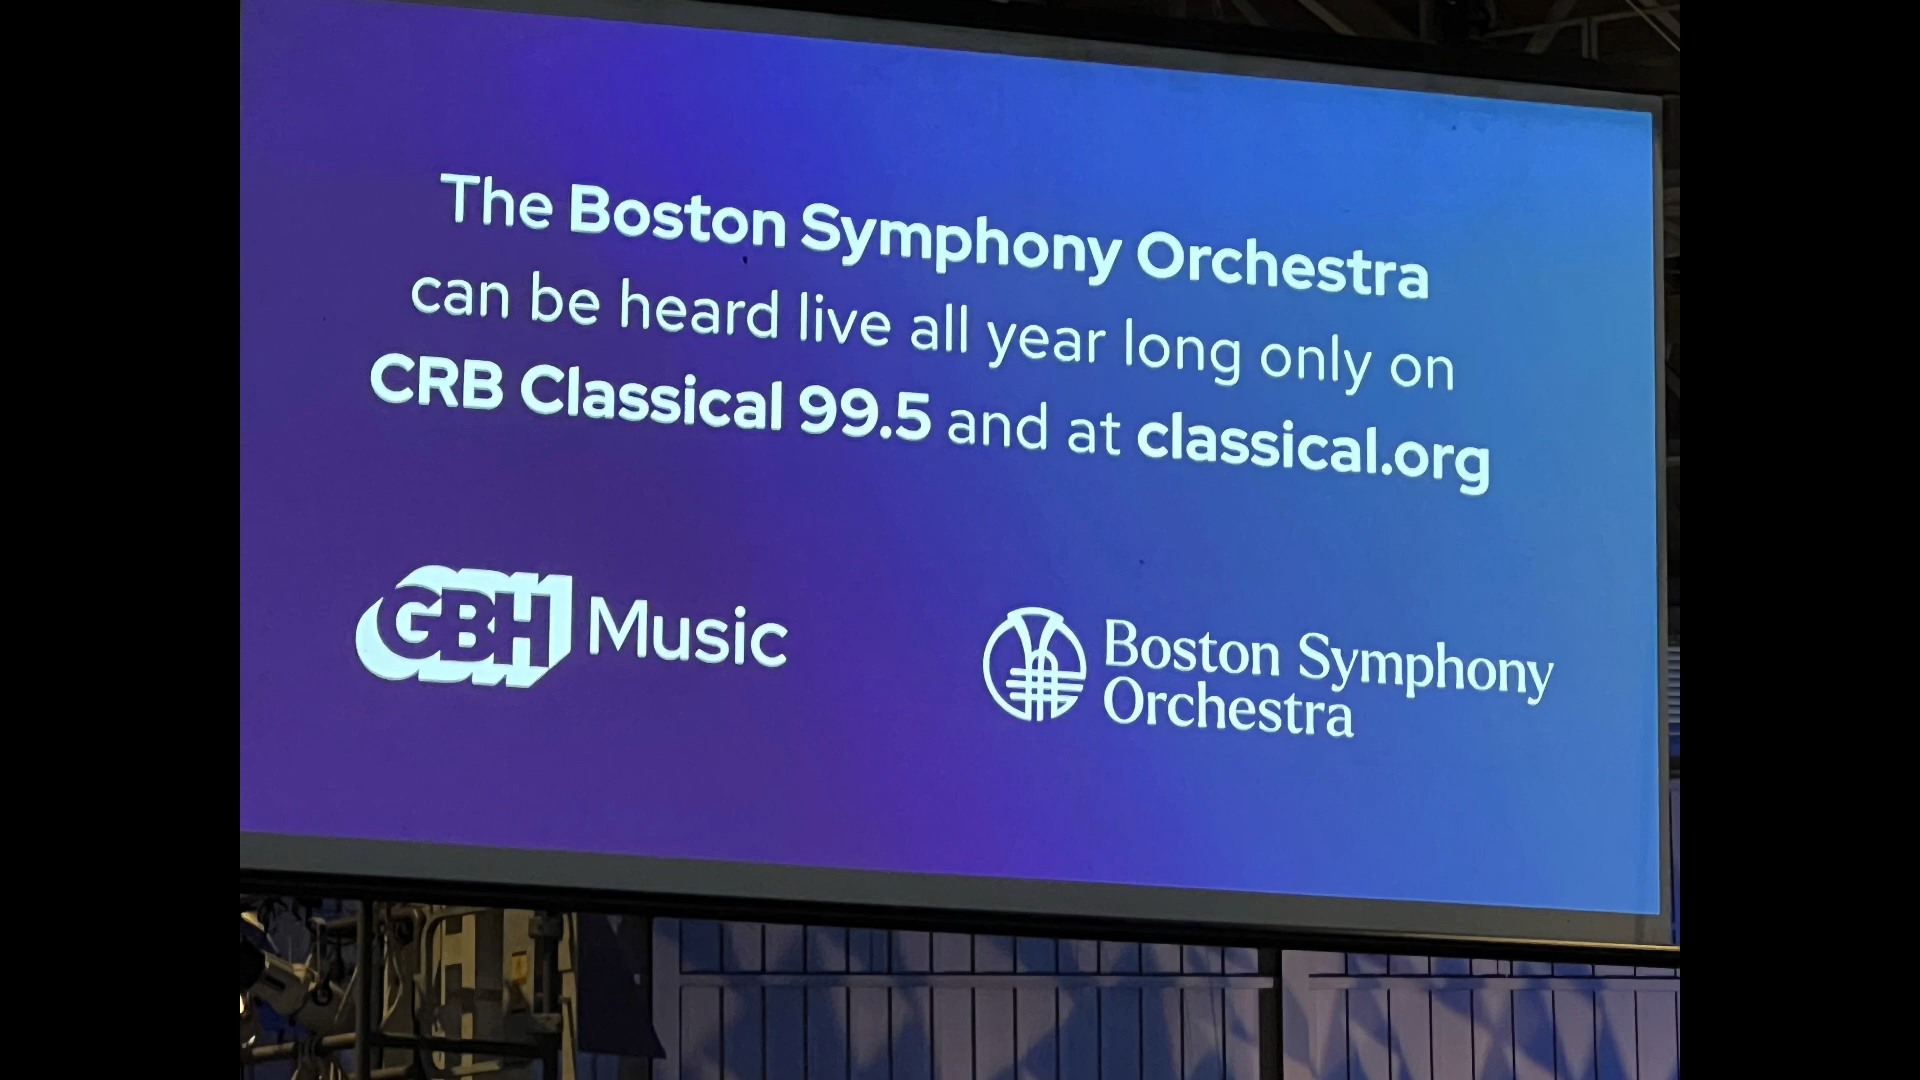 The Boston Symphony Orchestra
can be heard live all year long only on
CRB Classical 99.5 and at classical.org
GBH Music
Boston Symphony
Orchestra